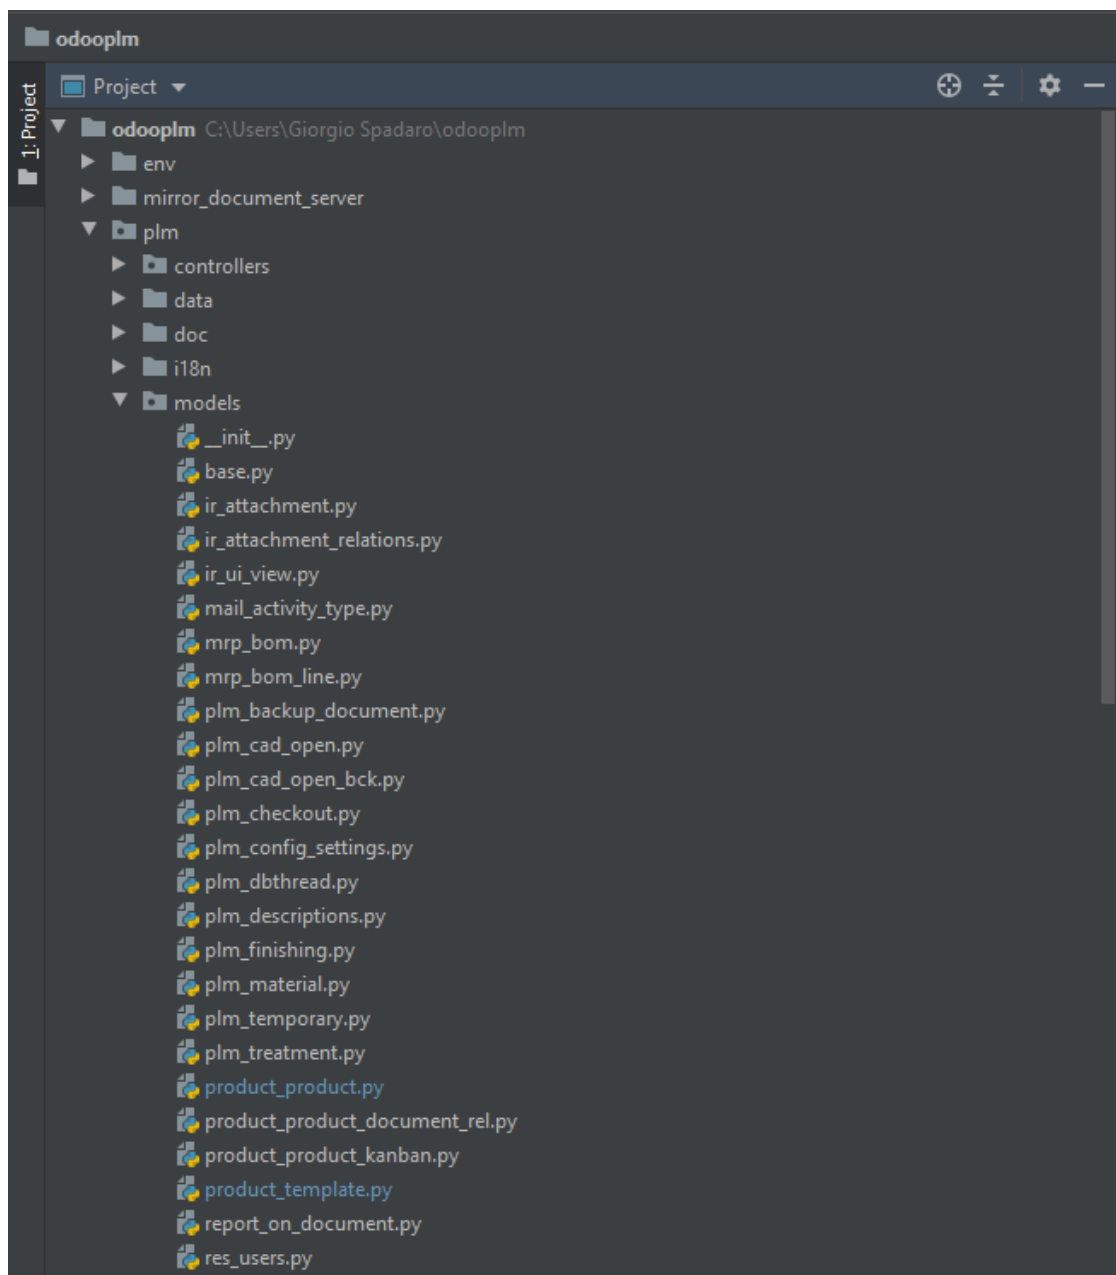 odooplm
Project
1: Project
odooplm C:\Users\Giorgio Spadaro\odooplm
env
mirror_document_server
plm
controllers
data
doc
i18n
models
__init__.py
base.py
ir_attachment.py
ir_attachment_relations.py
ir_ui_view.py
mail_activity_type.py
mrp_bom.py
mrp_bom_line.py
plm_backup_document.py
plm_cad_open.py
plm_cad_open_bck.py
plm_checkout.py
plm_config_settings.py
plm_dbthread.py
plm_descriptions.py
plm_finishing.py
plm_material.py
plm_temporary.py
plm_treatment.py
product_product.py
product_product_document_rel.py
product_product_kanban.py
product_template.py
report_on_document.py
res_users.py